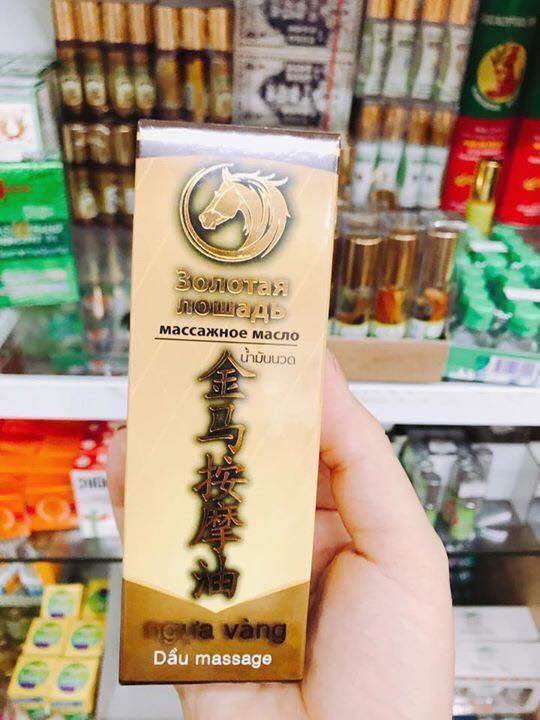 Золотая
лошадь
массажное масло
น้ำมันนวด
金马按摩油
ngựa vàng
Dầu massage